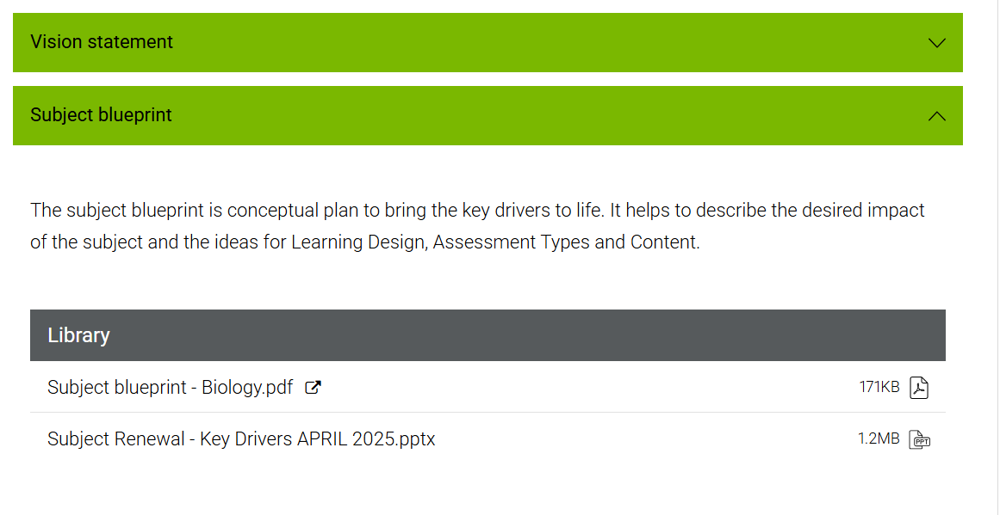 Vision statement
Subject blueprint
The subject blueprint is conceptual plan to bring the key drivers to life. It helps to describe the desired impact
of the subject and the ideas for Learning Design, Assessment Types and Content.
Library
Subject blueprint - Biology.pdf 171KB
Subject Renewal - Key Drivers APRIL 2025.pptx 1.2MB PPT